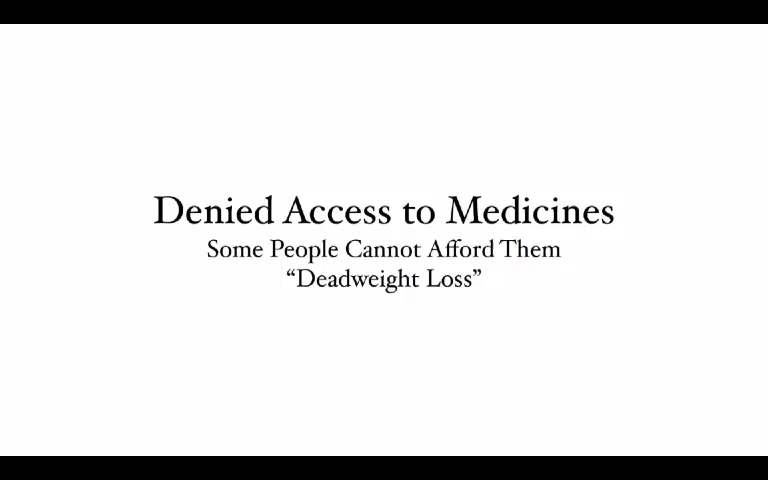 Denied Access to Medicines
Some People Cannot Afford Them
“Deadweight Loss”